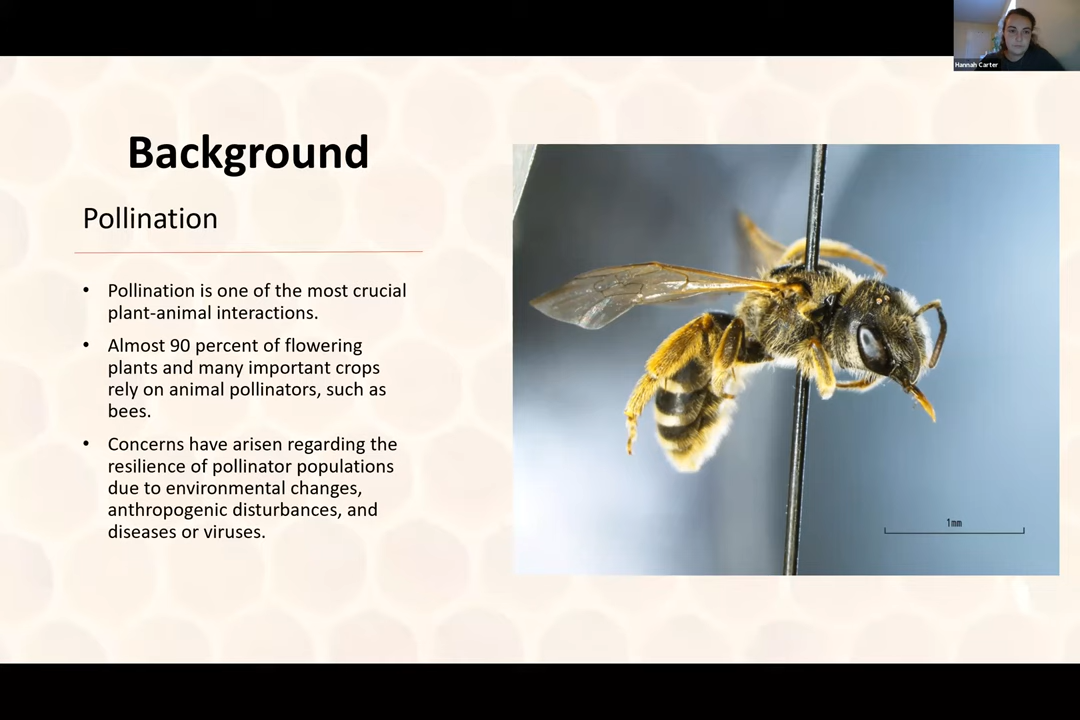 Hannah Carter
Background
Pollination
• Pollination is one of the most crucial
plant-animal interactions.
• Almost 90 percent of flowering
plants and many important crops
rely on animal pollinators, such as
bees.
• Concerns have arisen regarding the
resilience of pollinator populations
due to environmental changes,
anthropogenic disturbances, and
diseases or viruses.
1mm